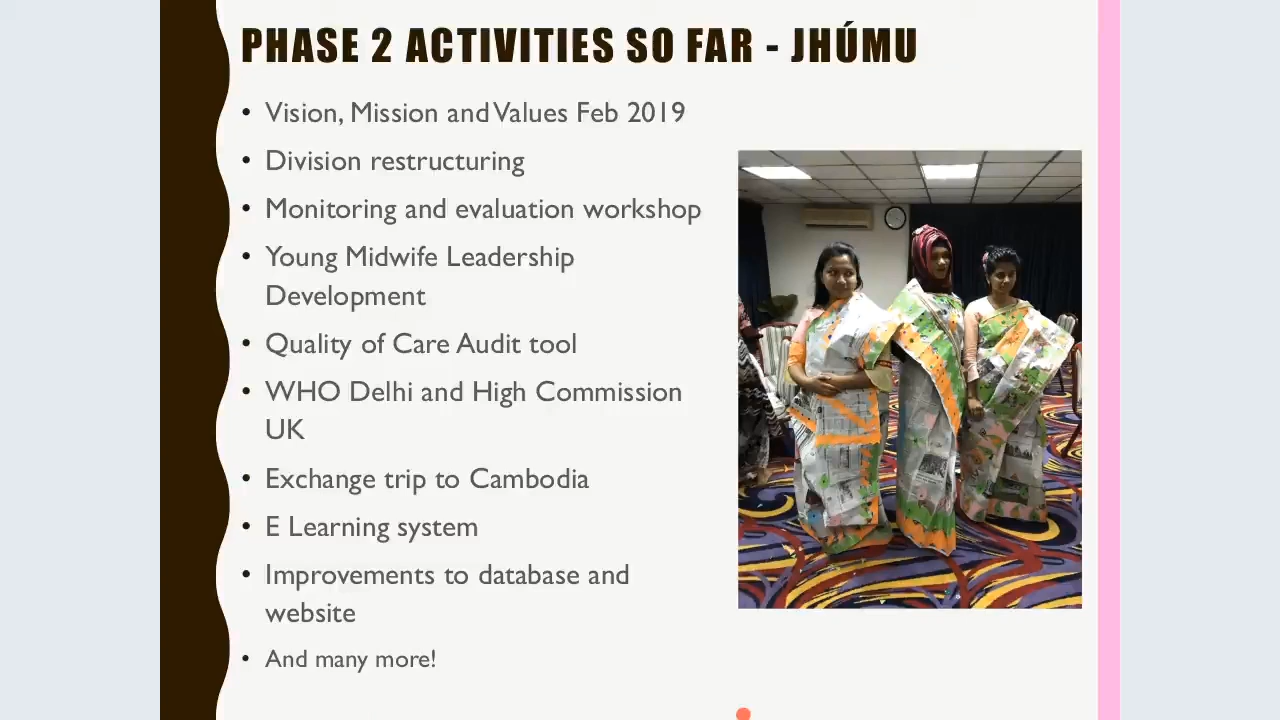 PHASE 2 ACTIVITIES SO FAR - JHÚMU
• Vision, Mission and Values Feb 2019
• Division restructuring
• Monitoring and evaluation workshop
• Young Midwife Leadership
Development
• Quality of Care Audit tool
• WHO Delhi and High Commission
UK
• Exchange trip to Cambodia
• E Learning system
• Improvements to database and
website
• And many more!